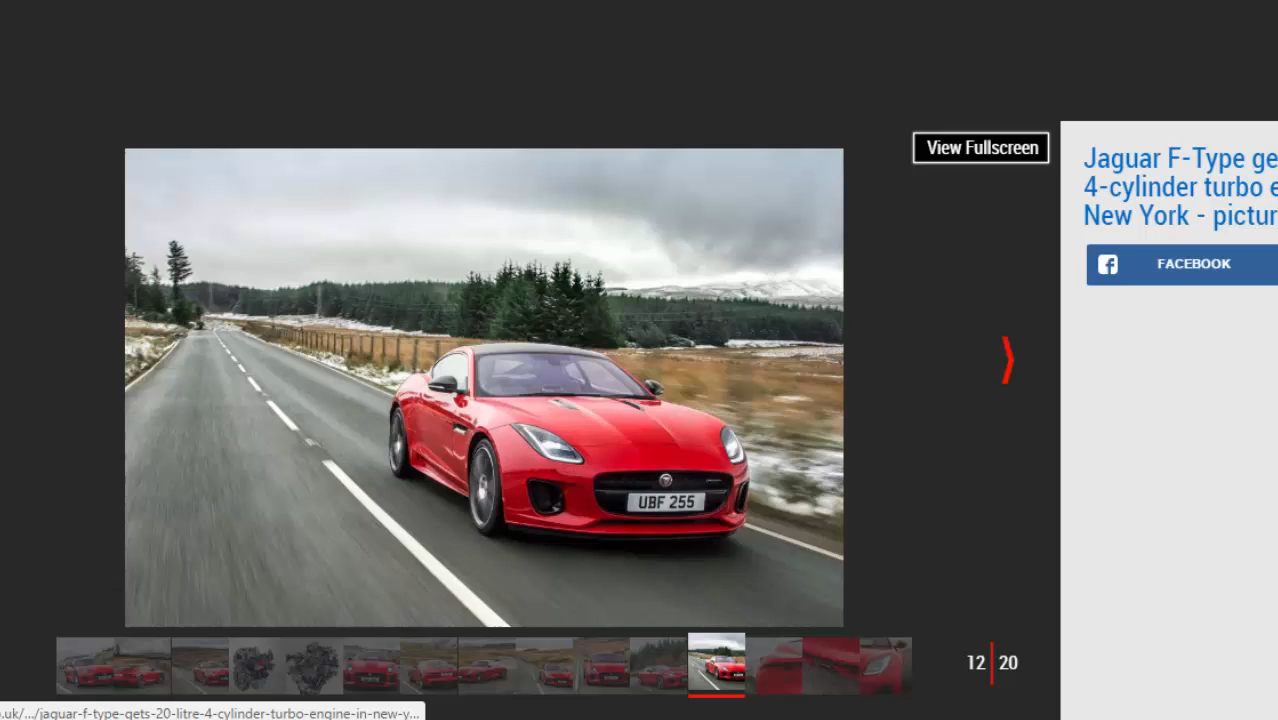 View Fullscreen
Jaguar F-Type ge
4-cylinder turbo e
New York - pictur
FACEBOOK
UBF 255
12 20
o.uk/.../jaguar-f-type-gets-20-litre-4-cylinder-turbo-engine-in-new-y...